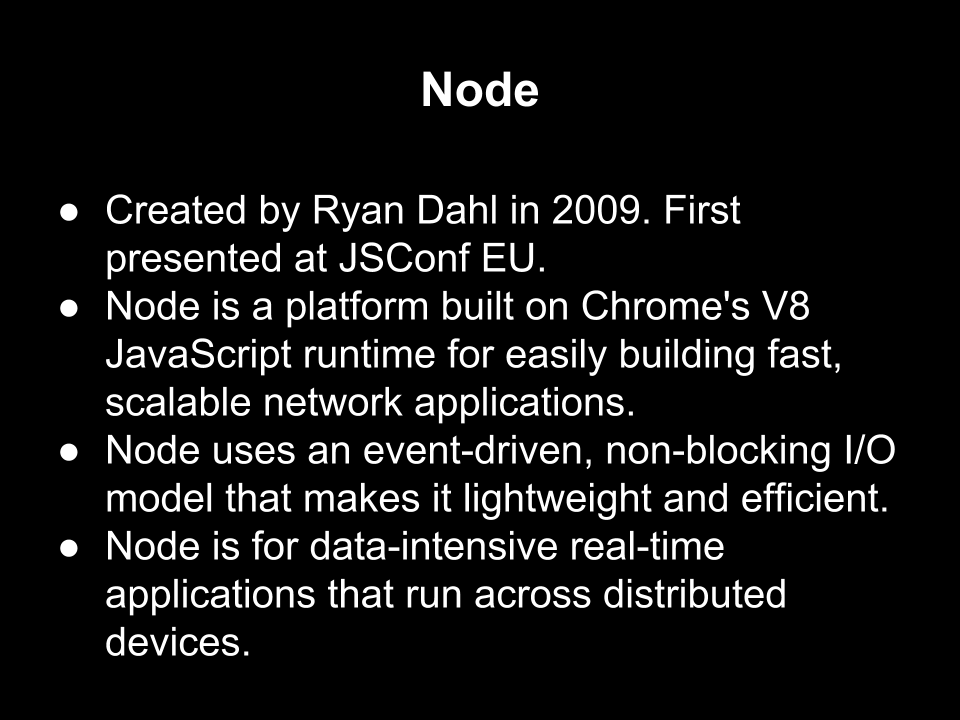 Node
● Created by Ryan Dahl in 2009. First
presented at JSConf EU.
● Node is a platform built on Chrome's V8
JavaScript runtime for easily building fast,
scalable network applications.
● Node uses an event-driven, non-blocking I/O
model that makes it lightweight and efficient.
● Node is for data-intensive real-time
applications that run across distributed
devices.